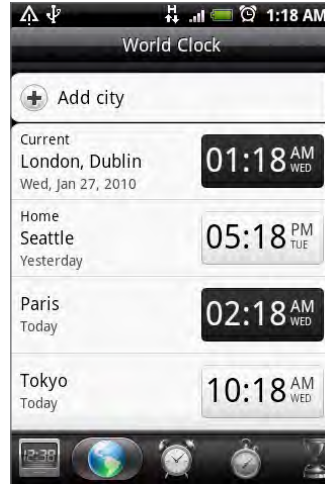 H 1:18 AM
World Clock
Add city
Current
London, Dublin
Wed, Jan 27, 2010
01:18 AM WED
Home
Seattle
Yesterday
05:18 PM TUE
Paris
Today
02:18 AM WED
Tokyo
Today
10:18 AM WED
12:38